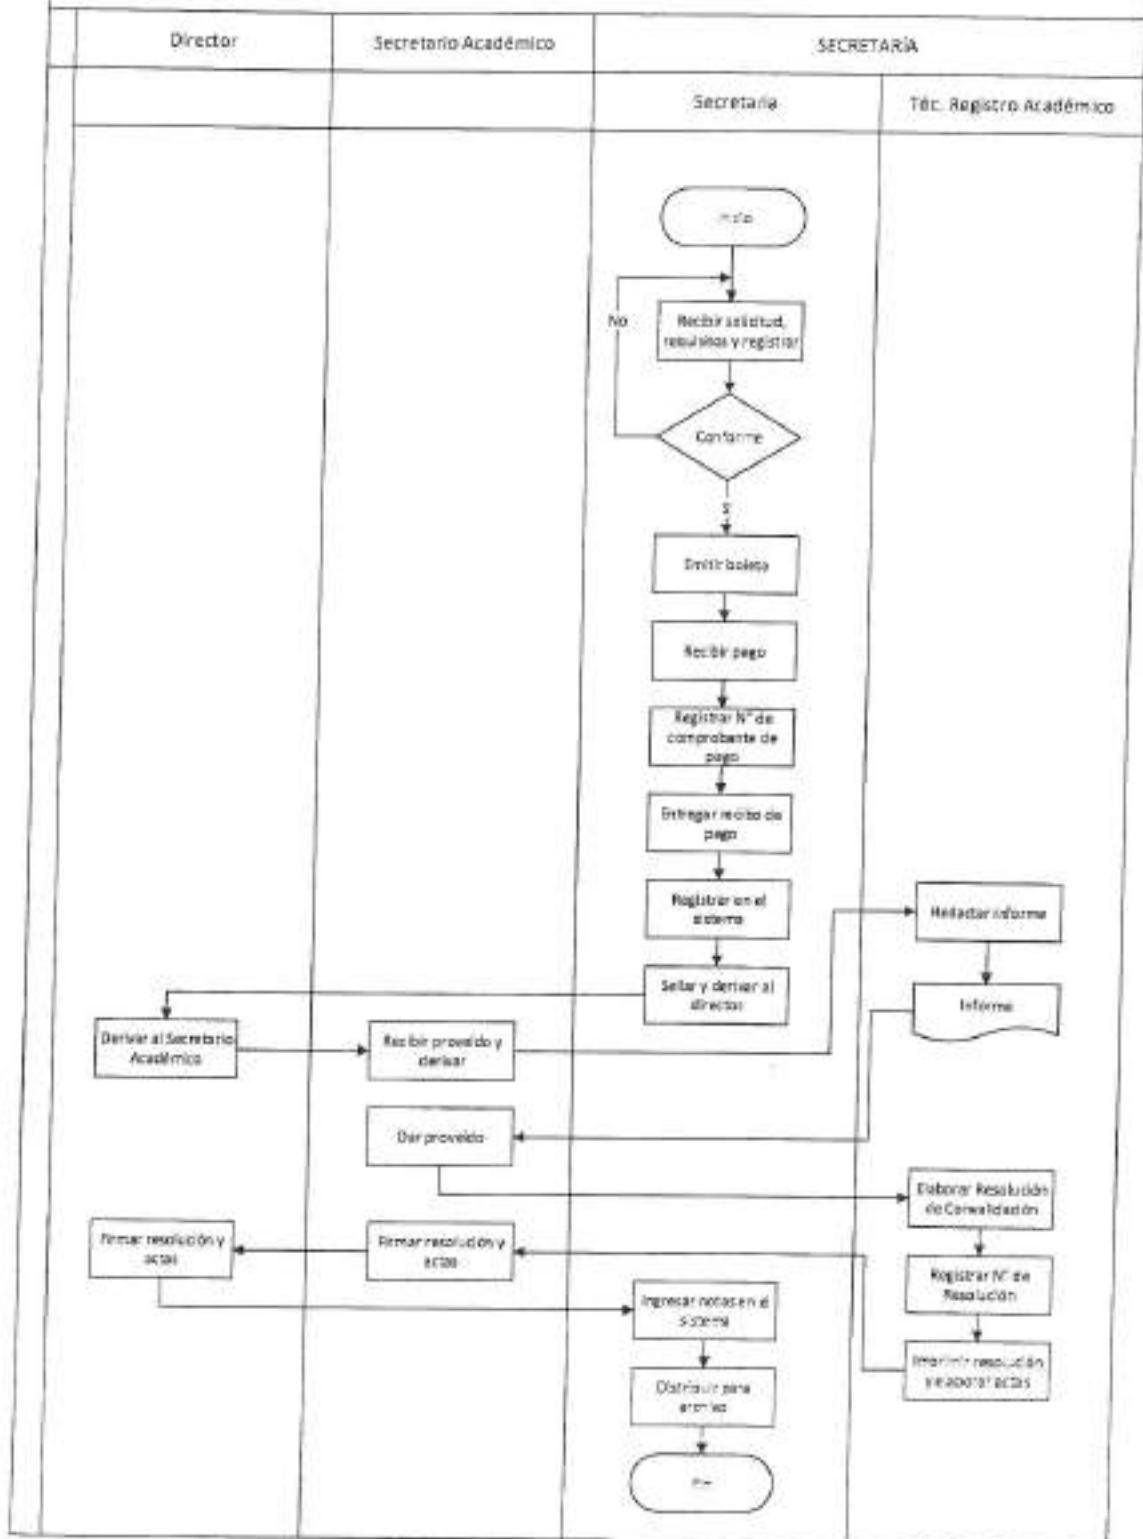 Director
Secretario Académico
SECRETARÍA
Secretaria
Téc. Registro Académico
Inicio
No
Recibir solicitud,
requisitos y registrar
Conforme
Si
Emitir boleta
Recibir pago
Registrar N° de
comprobante de
pago
Entregar recibo de
pago
Registrar en el
sistema
Redactar informe
Sellar y derivar al
director
Informe
Derivar al Secretario
Académico
Recibir proveído y
derivar
Dar proveído
Elaborar Resolución
de Convalidación
Firmar resolución y
actas
Firmar resolución y
actas
Registrar N° de
Resolución
Ingresar notas en el
sistema
Imprimir resolución
y elaborar actas
Distribuir para
archivo
Fin